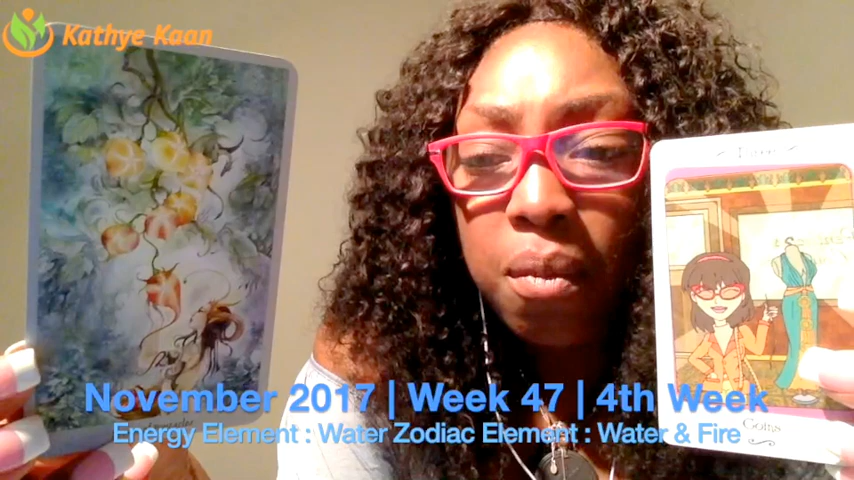 Kathye Kaan
Coins
November 2017 | Week 47 | 4th Week
Energy Element : Water Zodiac Element : Water & Fire